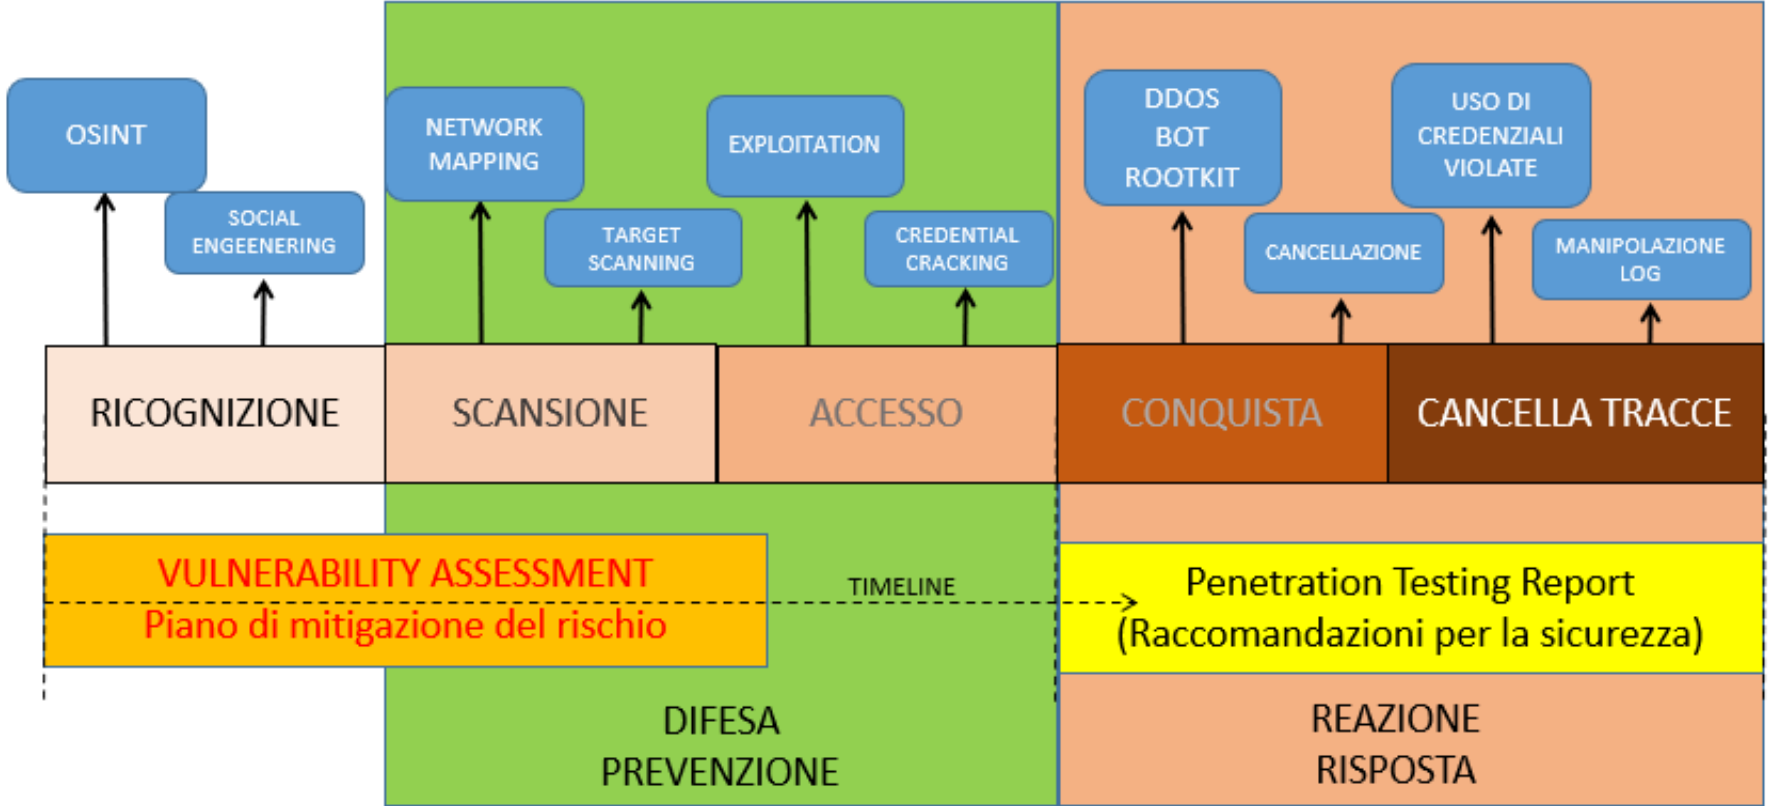 OSINT
SOCIAL
ENGEENERING
NETWORK
MAPPING
TARGET
SCANNING
EXPLOITATION
CREDENTIAL
CRACKING
DDOS
BOT
ROOTKIT
CANCELLAZIONE
USO DI
CREDENZIALI
VIOLATE
MANIPOLAZIONE
LOG
RICOGNIZIONE
SCANSIONE
ACCESSO
CONQUISTA
CANCELLA TRACCE
VULNERABILITY ASSESSMENT
Piano di mitigazione del rischio
TIMELINE
Penetration Testing Report
(Raccomandazioni per la sicurezza)
DIFESA
PREVENZIONE
REAZIONE
RISPOSTA